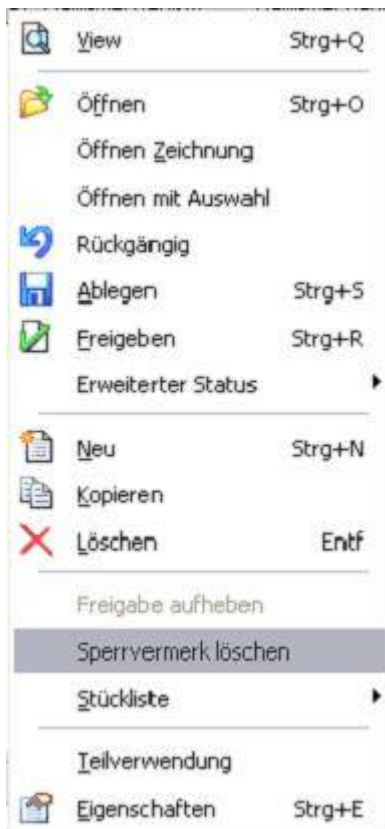 View Strg+Q
Öffnen Strg+O
Öffnen Zeichnung
Öffnen mit Auswahl
Rückgängig
Ablegen Strg+S
Freigeben Strg+R
Erweiterter Status
Neu Strg+N
Kopieren
Löschen Entf
Freigabe aufheben
Sperrvermerk löschen
Stückliste
Teilverwendung
Eigenschaften Strg+E